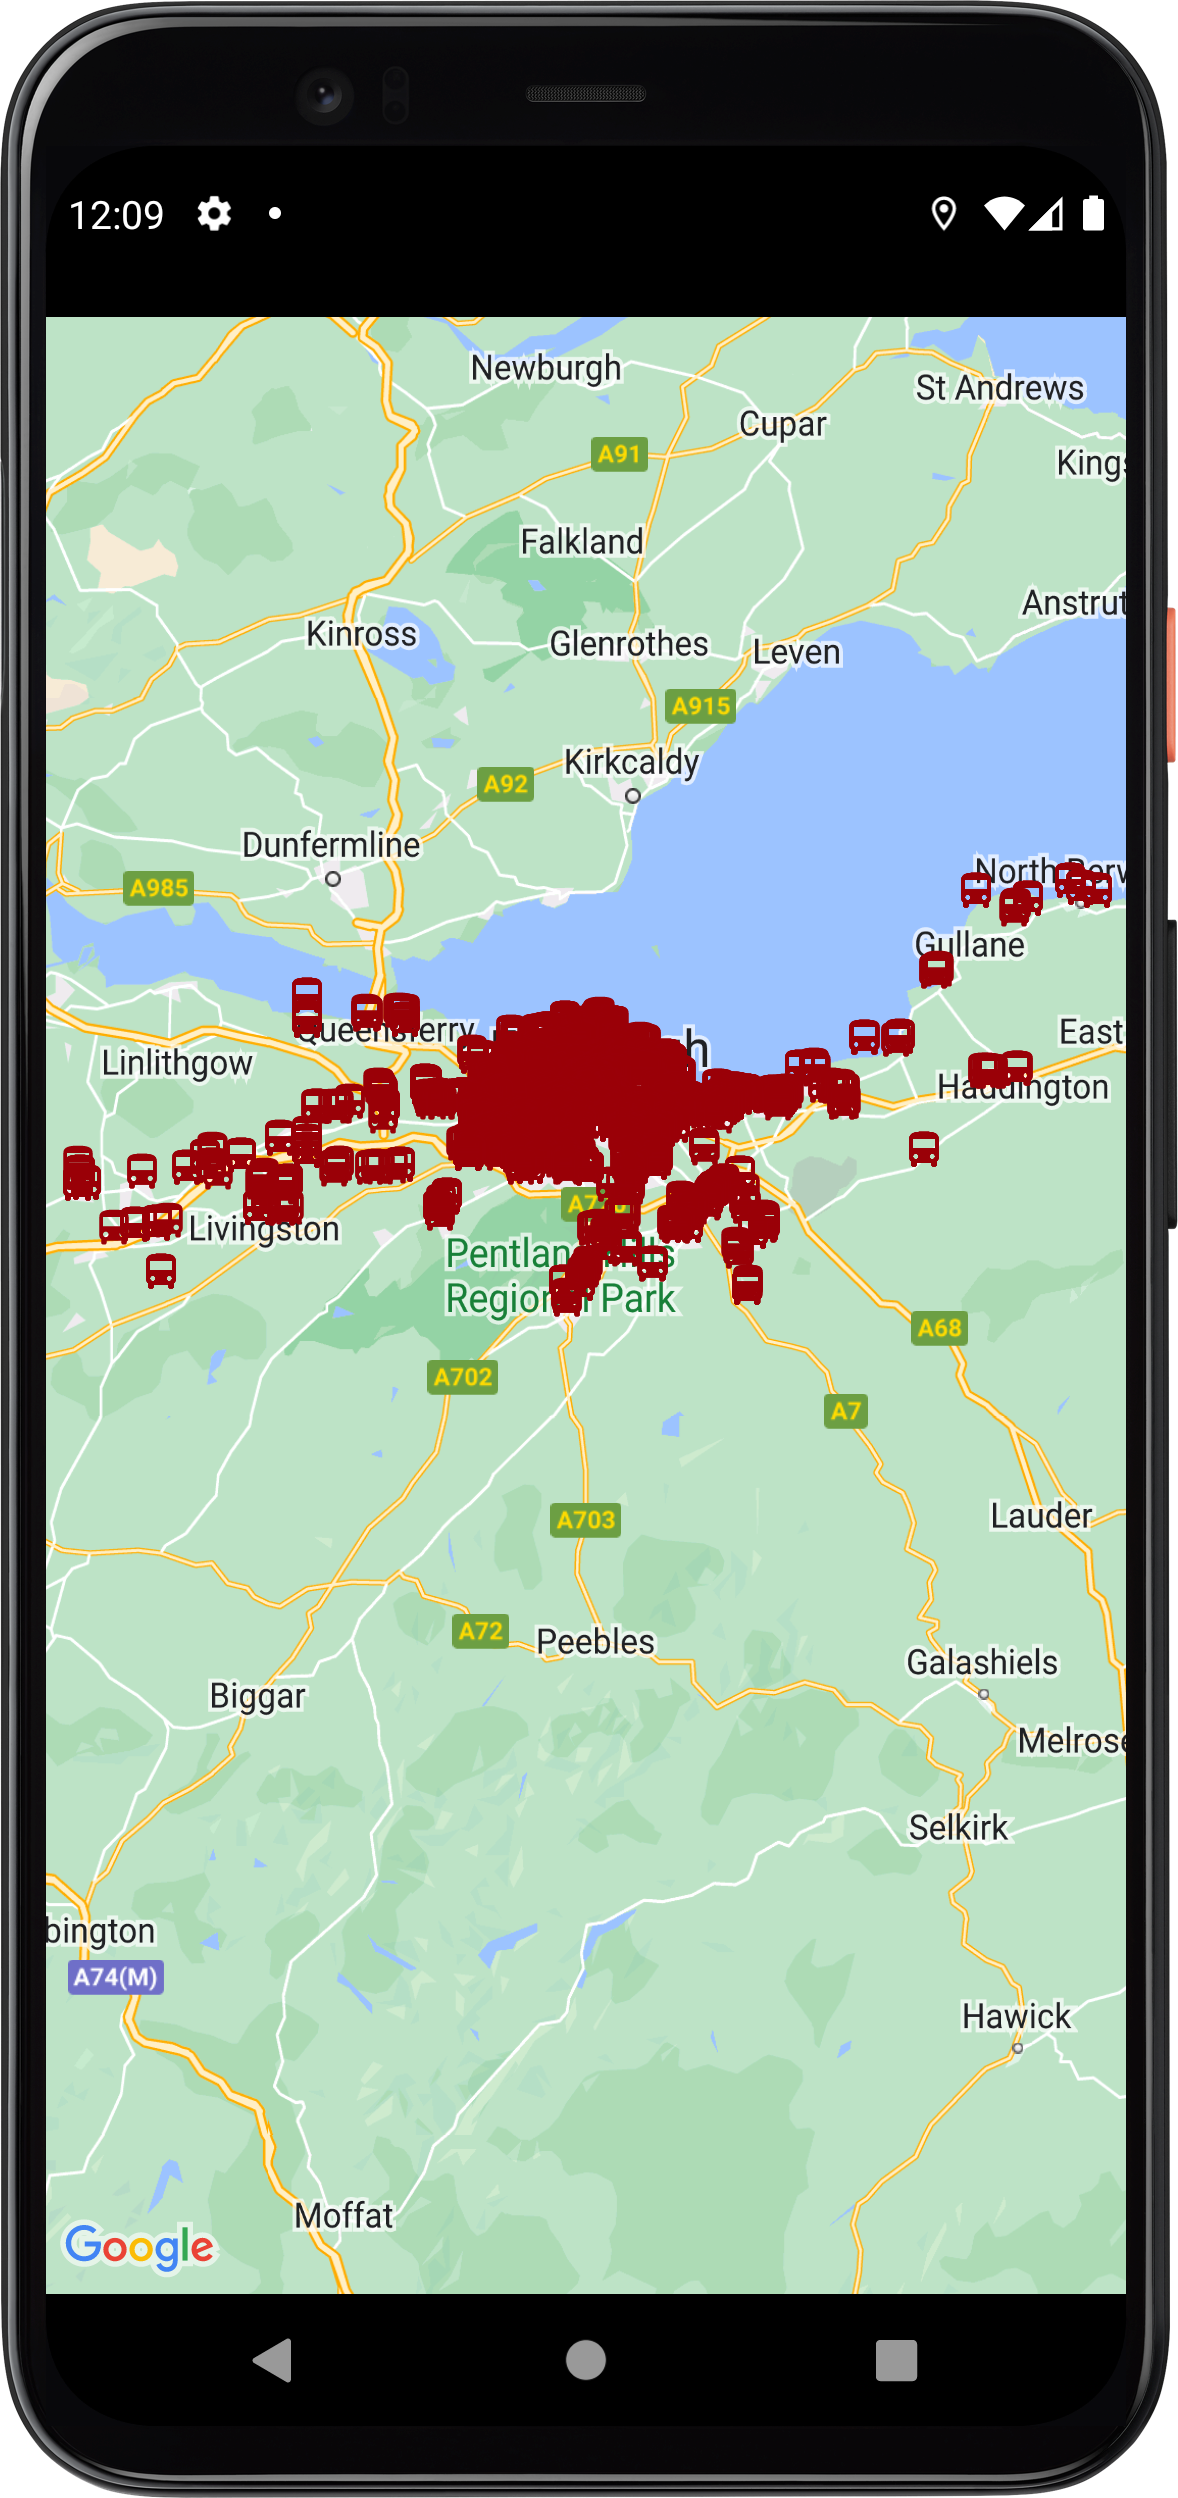 12:09
Newburgh
St Andrews
Cupar
A91
Kings
Falkland
Anstrut
Kinross
Glenrothes
Leven
A915
Kirkcaldy
A92
Dunfermline
A985
North Berw
Gullane
Queensferry
h
East
Linlithgow
Haddington
Livingston
Pentland Hills
Regional Park
A68
A702
A7
A703
Lauder
A72
Peebles
Galashiels
Biggar
Melrose
Selkirk
bington
A74(M)
Hawick
Moffat
Google